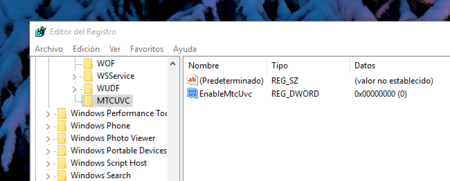 Editor del Registro
Archivo Edición Ver Favoritos Ayuda
WOF
WSService
WUDF
MTCUVC
Windows Performance Too
Windows Phone
Windows Photo Viewer
Windows Portable Devices
Windows Script Host
Windows Search
Nombre Tipo Datos
(Predeterminado) REG_SZ (valor no establecido)
EnableMtcUvc REG_DWORD 0x00000000 (0)